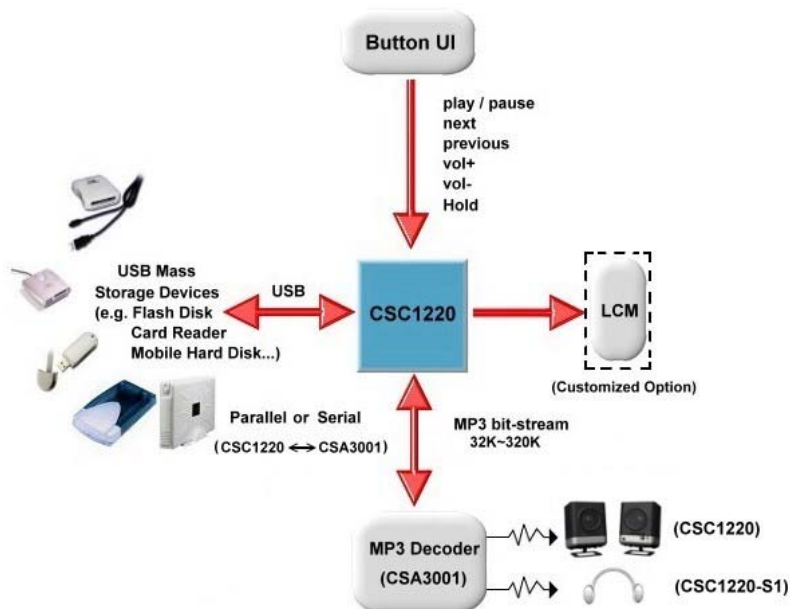 Button UI
play / pause
next
previous
vol+
vol-
Hold
USB Mass
Storage Devices
(e.g. Flash Disk
Card Reader
Mobile Hard Disk...)
USB
CSC1220
LCM
(Customized Option)
Parallel or Serial
(CSC1220 ↔ CSA3001)
MP3 bit-stream
32K~320K
MP3 Decoder
(CSA3001)
(CSC1220)
(CSC1220-S1)